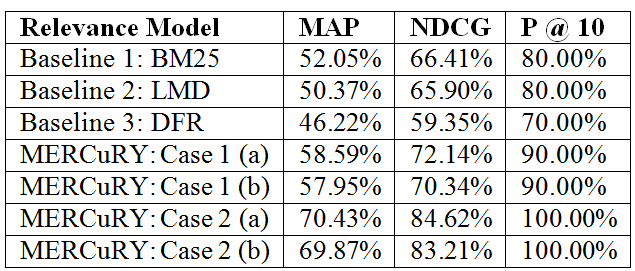 Relevance Model MAP NDCG P @ 10
Baseline 1: BM25 52.05% 66.41% 80.00%
Baseline 2: LMD 50.37% 65.90% 80.00%
Baseline 3: DFR 46.22% 59.35% 70.00%
MERCuRY: Case 1 (a) 58.59% 72.14% 90.00%
MERCuRY: Case 1 (b) 57.95% 70.34% 90.00%
MERCuRY: Case 2 (a) 70.43% 84.62% 100.00%
MERCuRY: Case 2 (b) 69.87% 83.21% 100.00%